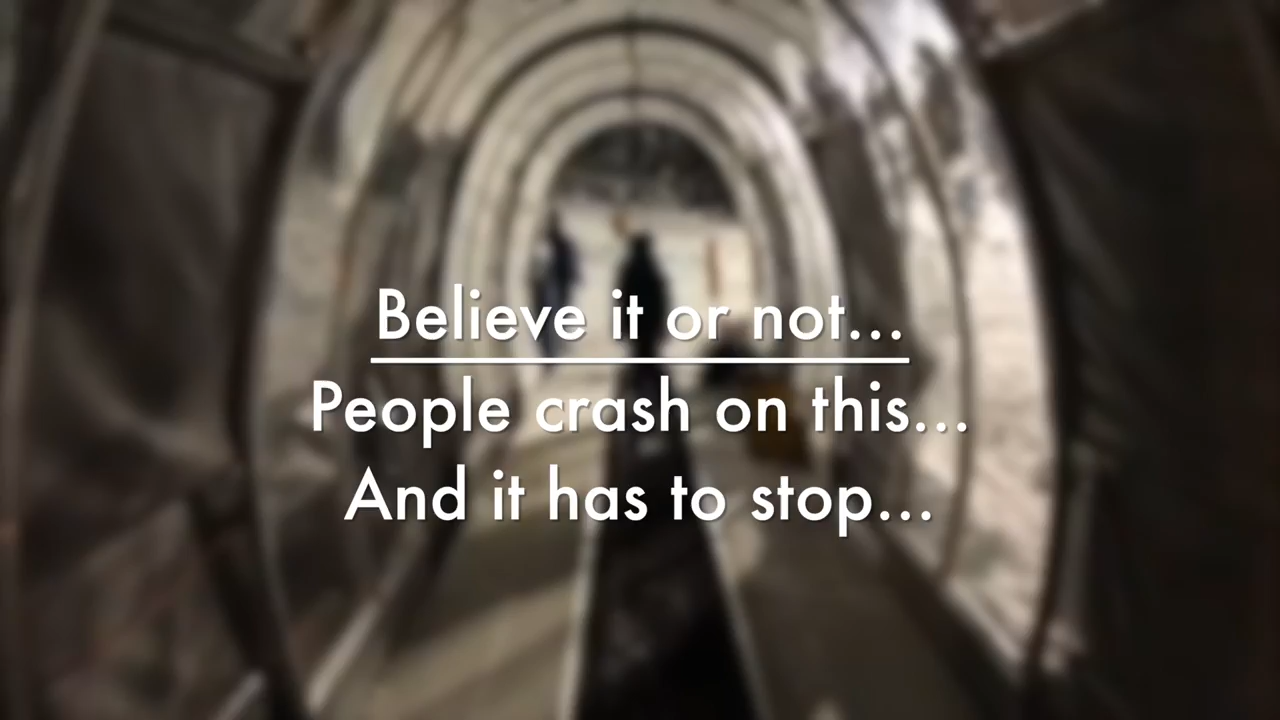 Believe it or not...
People crash on this...
And it has to stop...